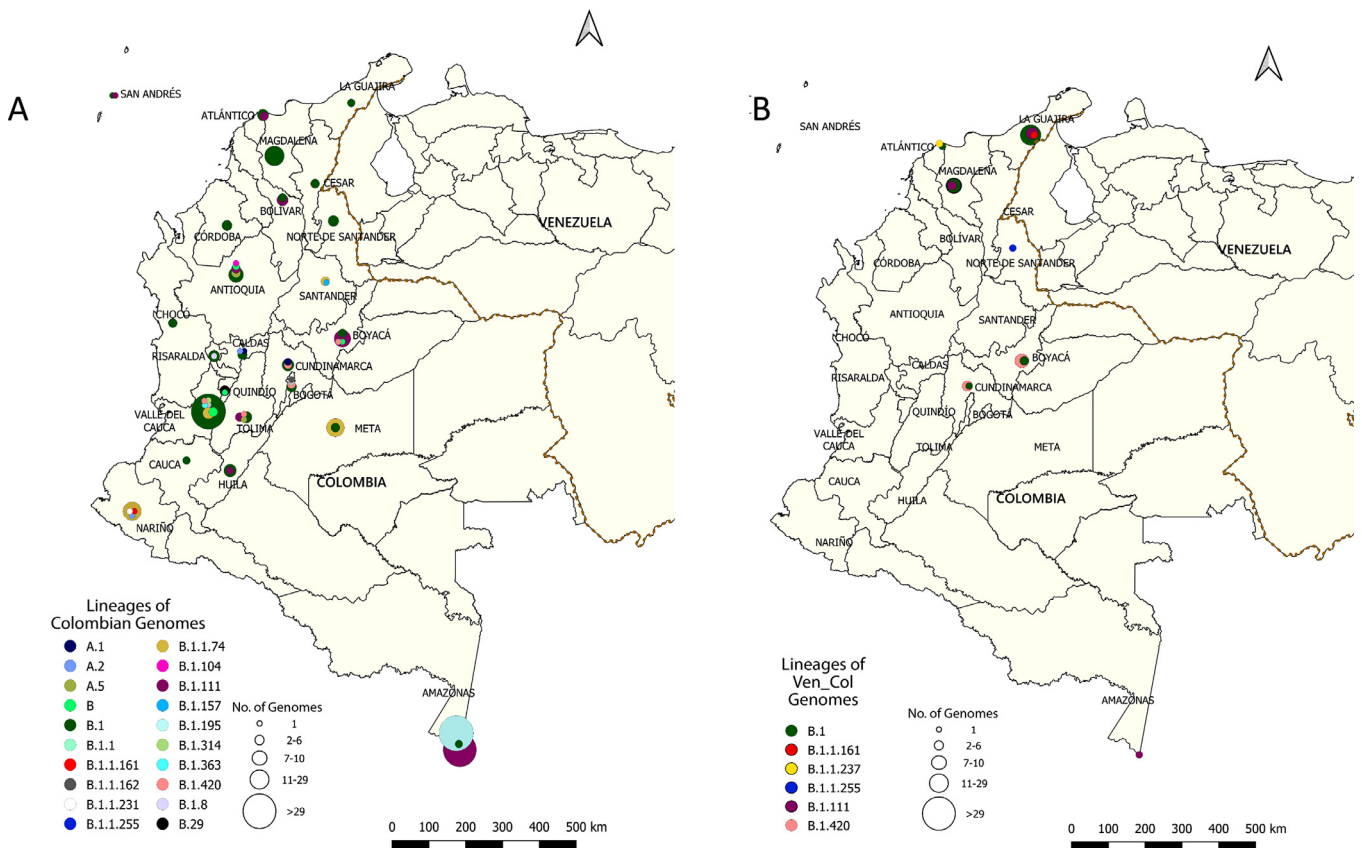 A
SAN ANDRÉS
LA GUAJIRA
ATLÁNTICO
MAGDALENA
CESAR
BOLÍVAR
CÓRDOBA
NORTE DE SANTANDER
VENEZUELA
ANTIOQUIA
SANTANDER
CHOCÓ
CALDAS
BOYACÁ
RISARALDA
CUNDINAMARCA
QUINDÍO
BOGOTÁ
VALLE DEL
CAUCA
TOLIMA
META
CAUCA
HUILA
COLOMBIA
NARIÑO
AMAZONAS
Lineages of
Colombian Genomes
A.1
A.2
A.5
B
B.1
B.1.1
B.1.1.161
B.1.1.162
B.1.1.231
B.1.1.255
B.1.1.74
B.1.104
B.1.111
B.1.157
B.1.195
B.1.314
B.1.363
B.1.420
B.1.8
B.29
No. of Genomes
1
2-6
7-10
11-29
>29
0 100 200 300 400 500 km
B
SAN ANDRÉS
LA GUAJIRA
ATLÁNTICO
MAGDALENA
CESAR
BOLÍVAR
VENEZUELA
CÓRDOBA
NORTE DE SANTANDER
ANTIOQUIA
SANTANDER
CHOCÓ
BOYACÁ
CALDAS
RISARALDA
CUNDINAMARCA
QUINDÍO
BOGOTÁ
VALLE DEL
CAUCA
TOLIMA
META
CAUCA
HUILA
COLOMBIA
NARIÑO
AMAZONAS
Lineages of
Ven_Col
Genomes
B.1
B.1.1.161
B.1.1.237
B.1.1.255
B.1.111
B.1.420
No. of Genomes
1
2-6
7-10
11-29
>29
0 100 200 300 400 500 km